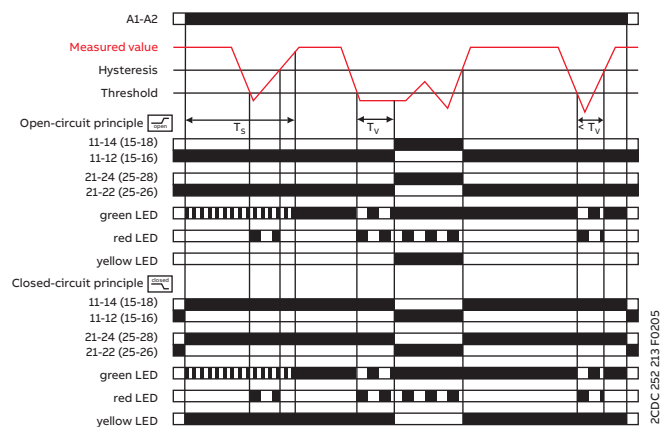 A1-A2
Measured value
Hysteresis
Threshold
Open-circuit principle open
TS TV < TV
11-14 (15-18)
11-12 (15-16)
21-24 (25-28)
21-22 (25-26)
green LED
red LED
yellow LED
Closed-circuit principle closed
11-14 (15-18)
11-12 (15-16)
21-24 (25-28)
21-22 (25-26)
green LED
red LED
yellow LED
2CDC 252 213 F0205